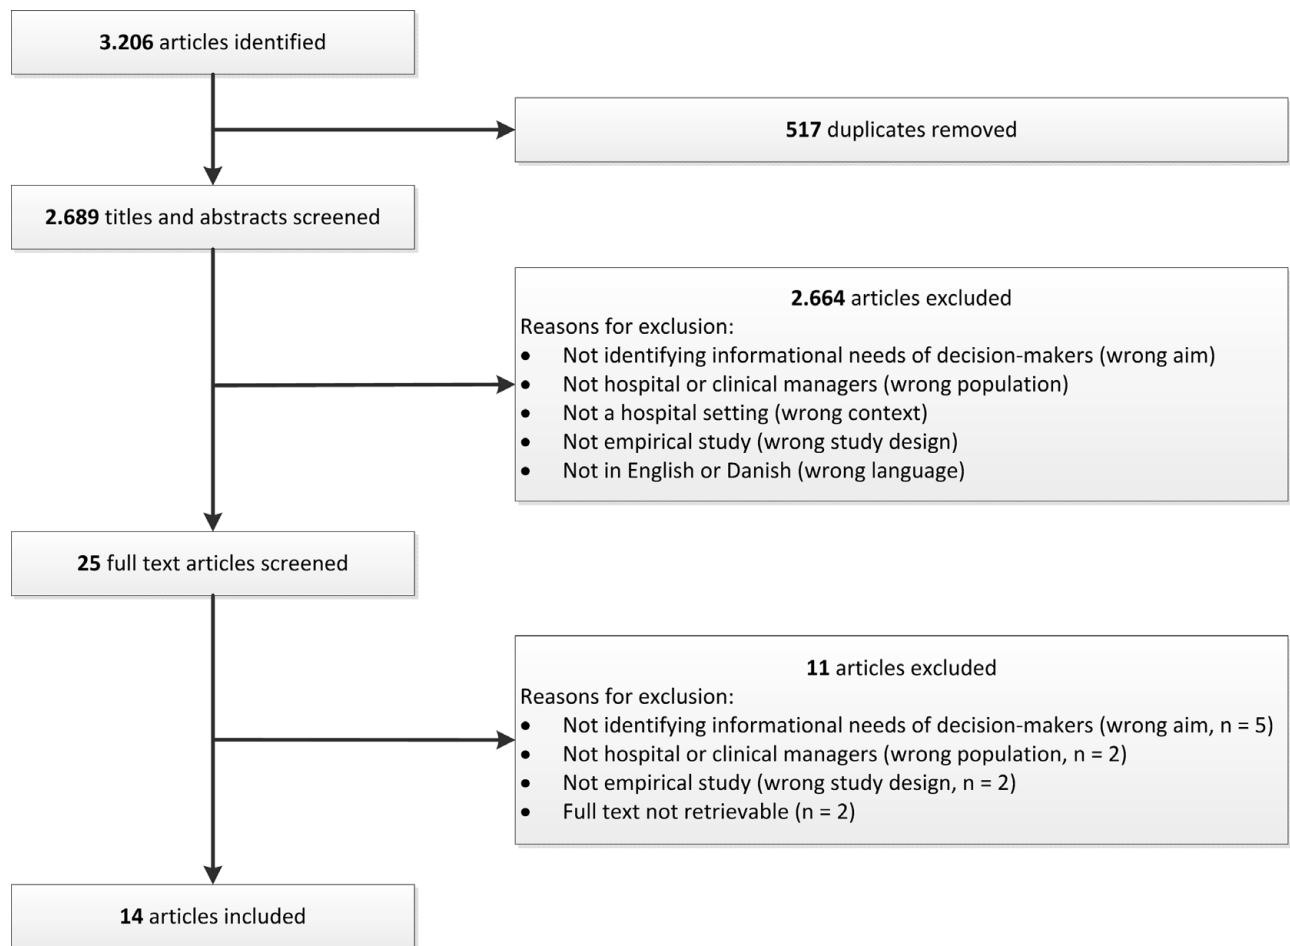 3.206 articles identified
517 duplicates removed
2.689 titles and abstracts screened
2.664 articles excluded
Reasons for exclusion:
• Not identifying informational needs of decision-makers (wrong aim)
• Not hospital or clinical managers (wrong population)
• Not a hospital setting (wrong context)
• Not empirical study (wrong study design)
• Not in English or Danish (wrong language)
25 full text articles screened
11 articles excluded
Reasons for exclusion:
• Not identifying informational needs of decision-makers (wrong aim, n = 5)
• Not hospital or clinical managers (wrong population, n = 2)
• Not empirical study (wrong study design, n = 2)
• Full text not retrievable (n = 2)
14 articles included